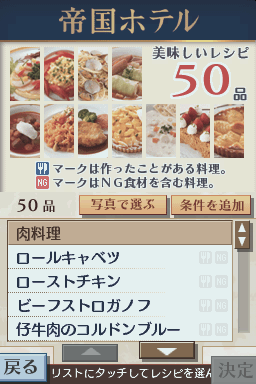 帝国ホテル
美味しいレシピ
50品
マークは作ったことがある料理。
NG マークはNG食材を含む料理。
50品 写真で選ぶ 条件を追加
肉料理
ロールキャベツ
ローストチキン
ビーフストロガノフ
仔牛肉のコルドンブルー
戻る リストにタッチしてレシピを選ん 決定